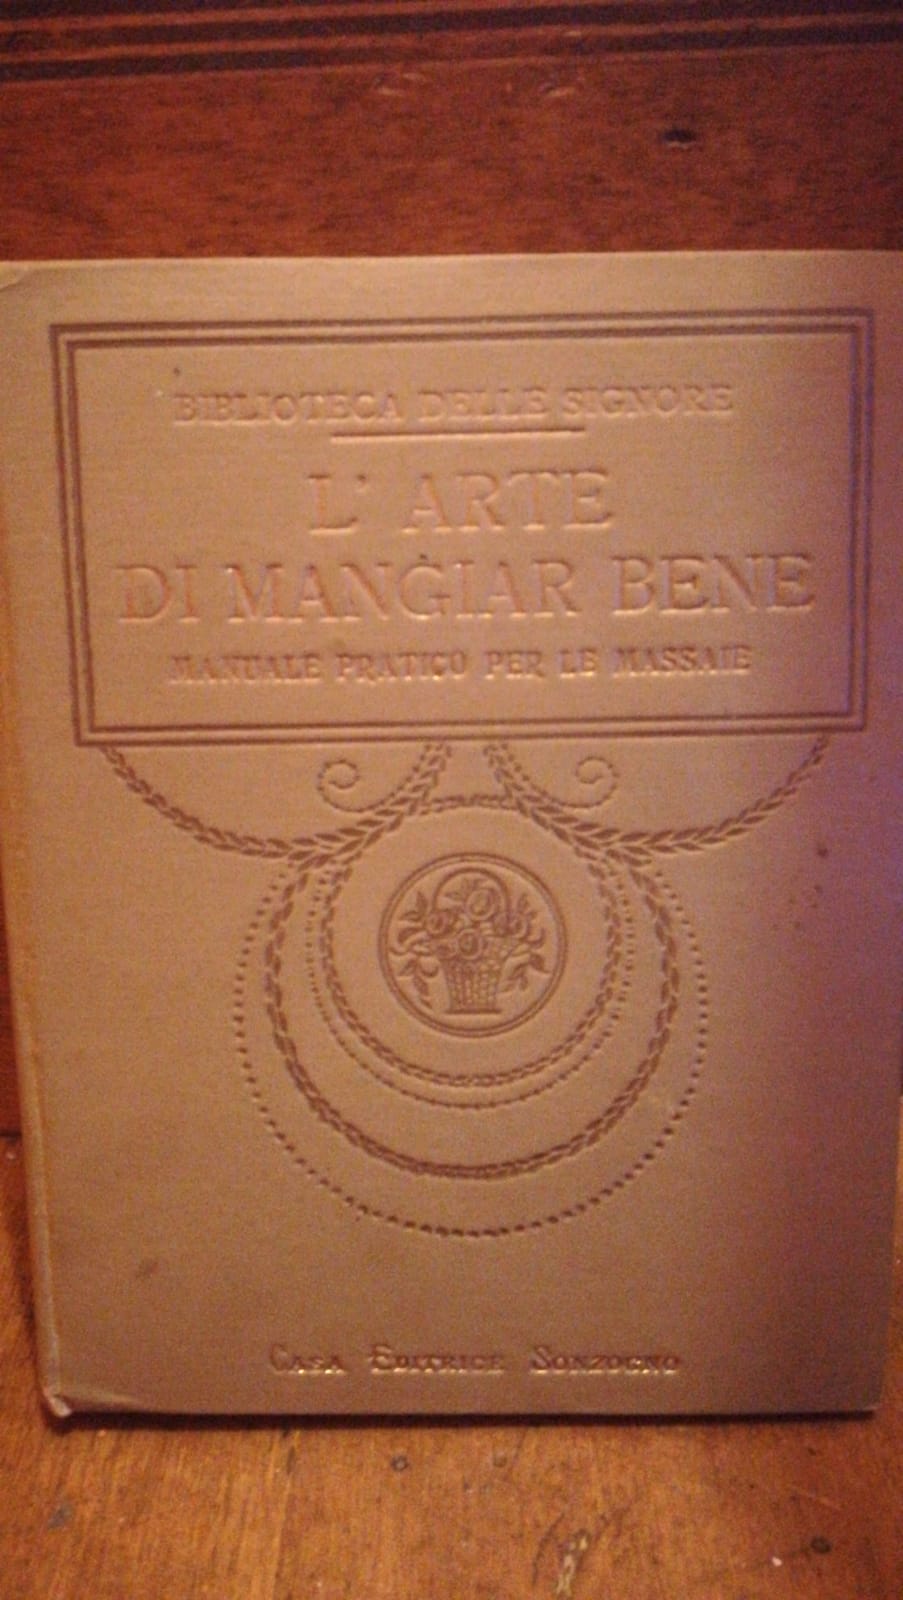 BIBLIOTECA DELLE SIGNORE
L'ARTE
DI MANGIAR BENE
MANUALE PRATICO PER LE MASSAIE
CASA EDITRICE SONZOGNO